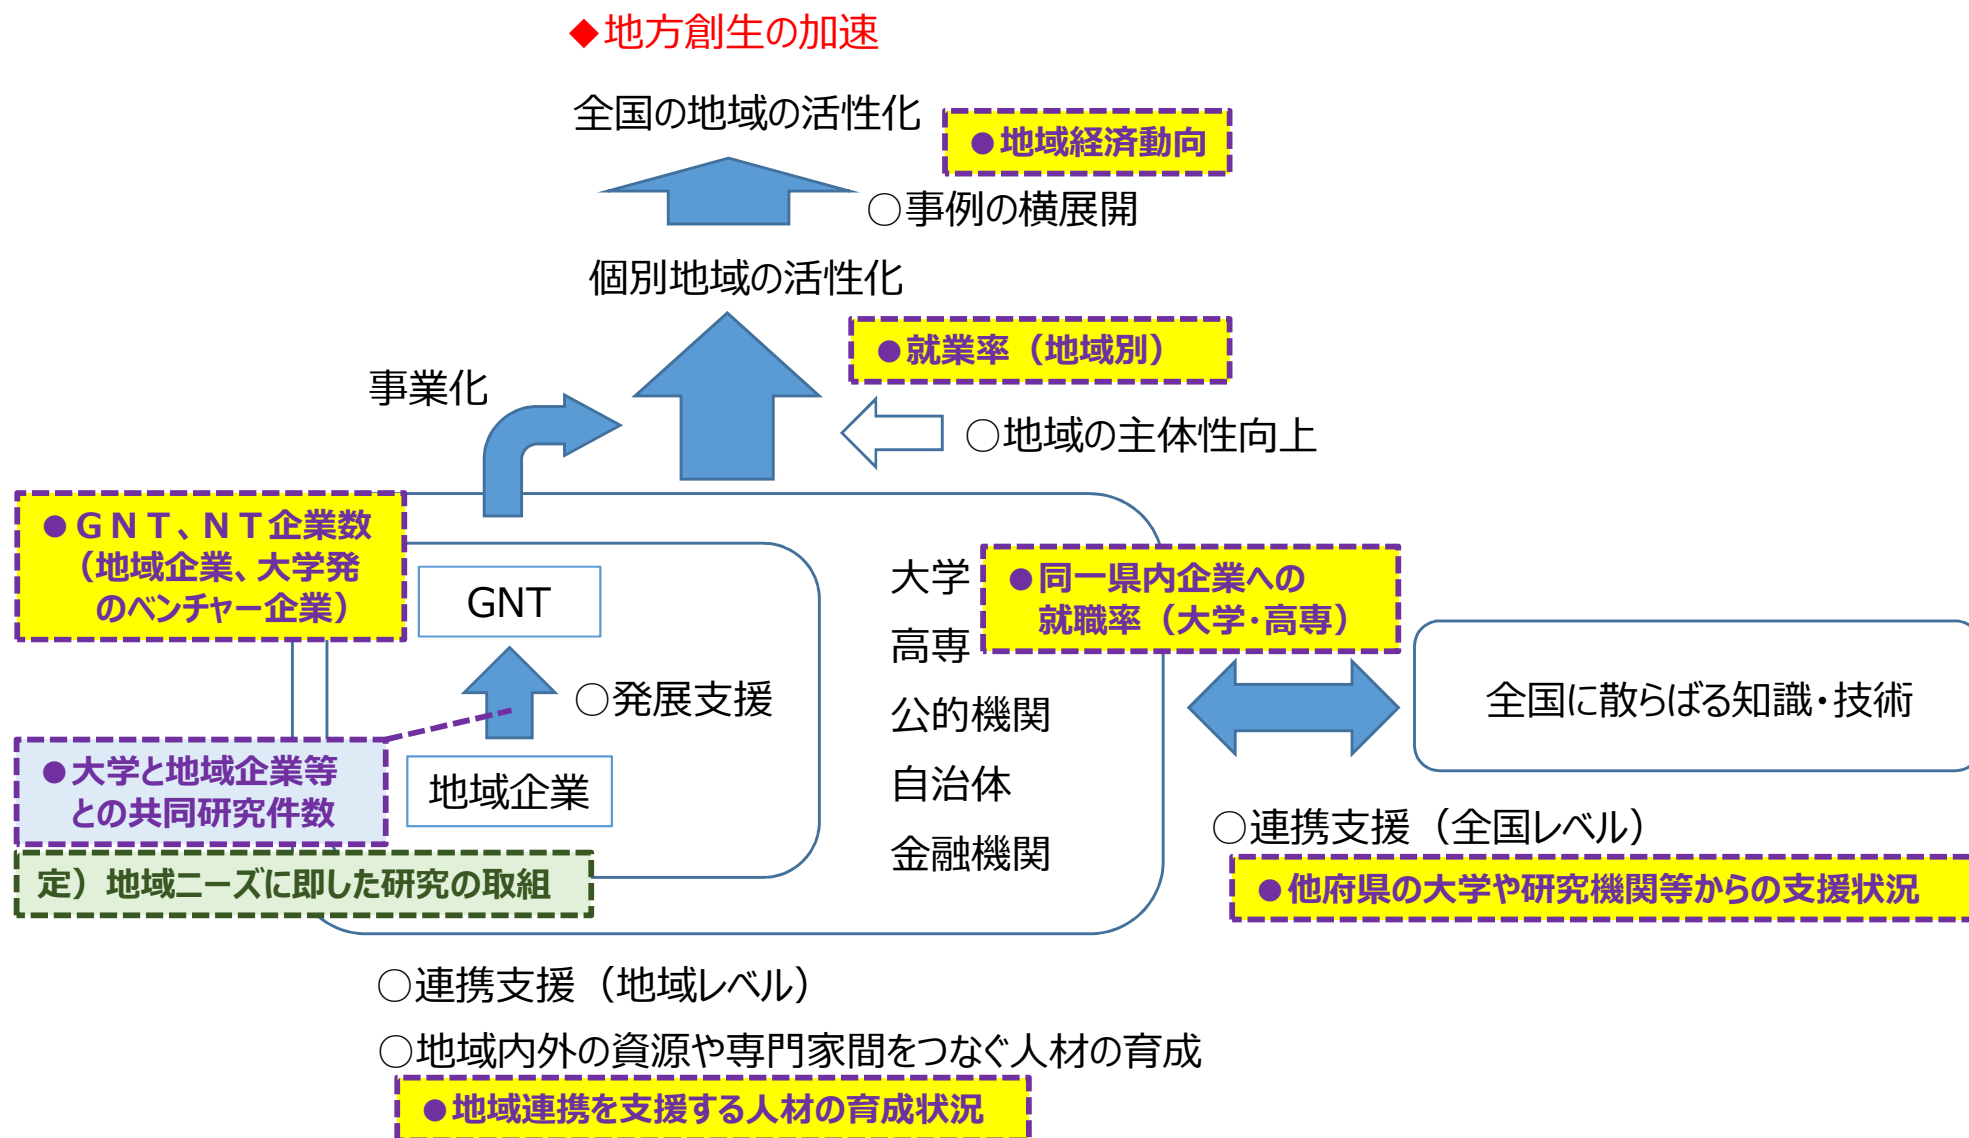 ◆地方創生の加速
全国の地域の活性化
●地域経済動向
○事例の横展開
個別地域の活性化
●就業率（地域別）
事業化
○地域の主体性向上
●ＧＮＴ、ＮＴ企業数
（地域企業、大学発
のベンチャー企業）
GNT
○発展支援
●大学と地域企業等
との共同研究件数
地域企業
定）地域ニーズに即した研究の取組
大学
高専
公的機関
自治体
金融機関
●同一県内企業への
就職率（大学・高専）
全国に散らばる知識・技術
○連携支援（全国レベル）
●他府県の大学や研究機関等からの支援状況
○連携支援（地域レベル）
○地域内外の資源や専門家間をつなぐ人材の育成
●地域連携を支援する人材の育成状況